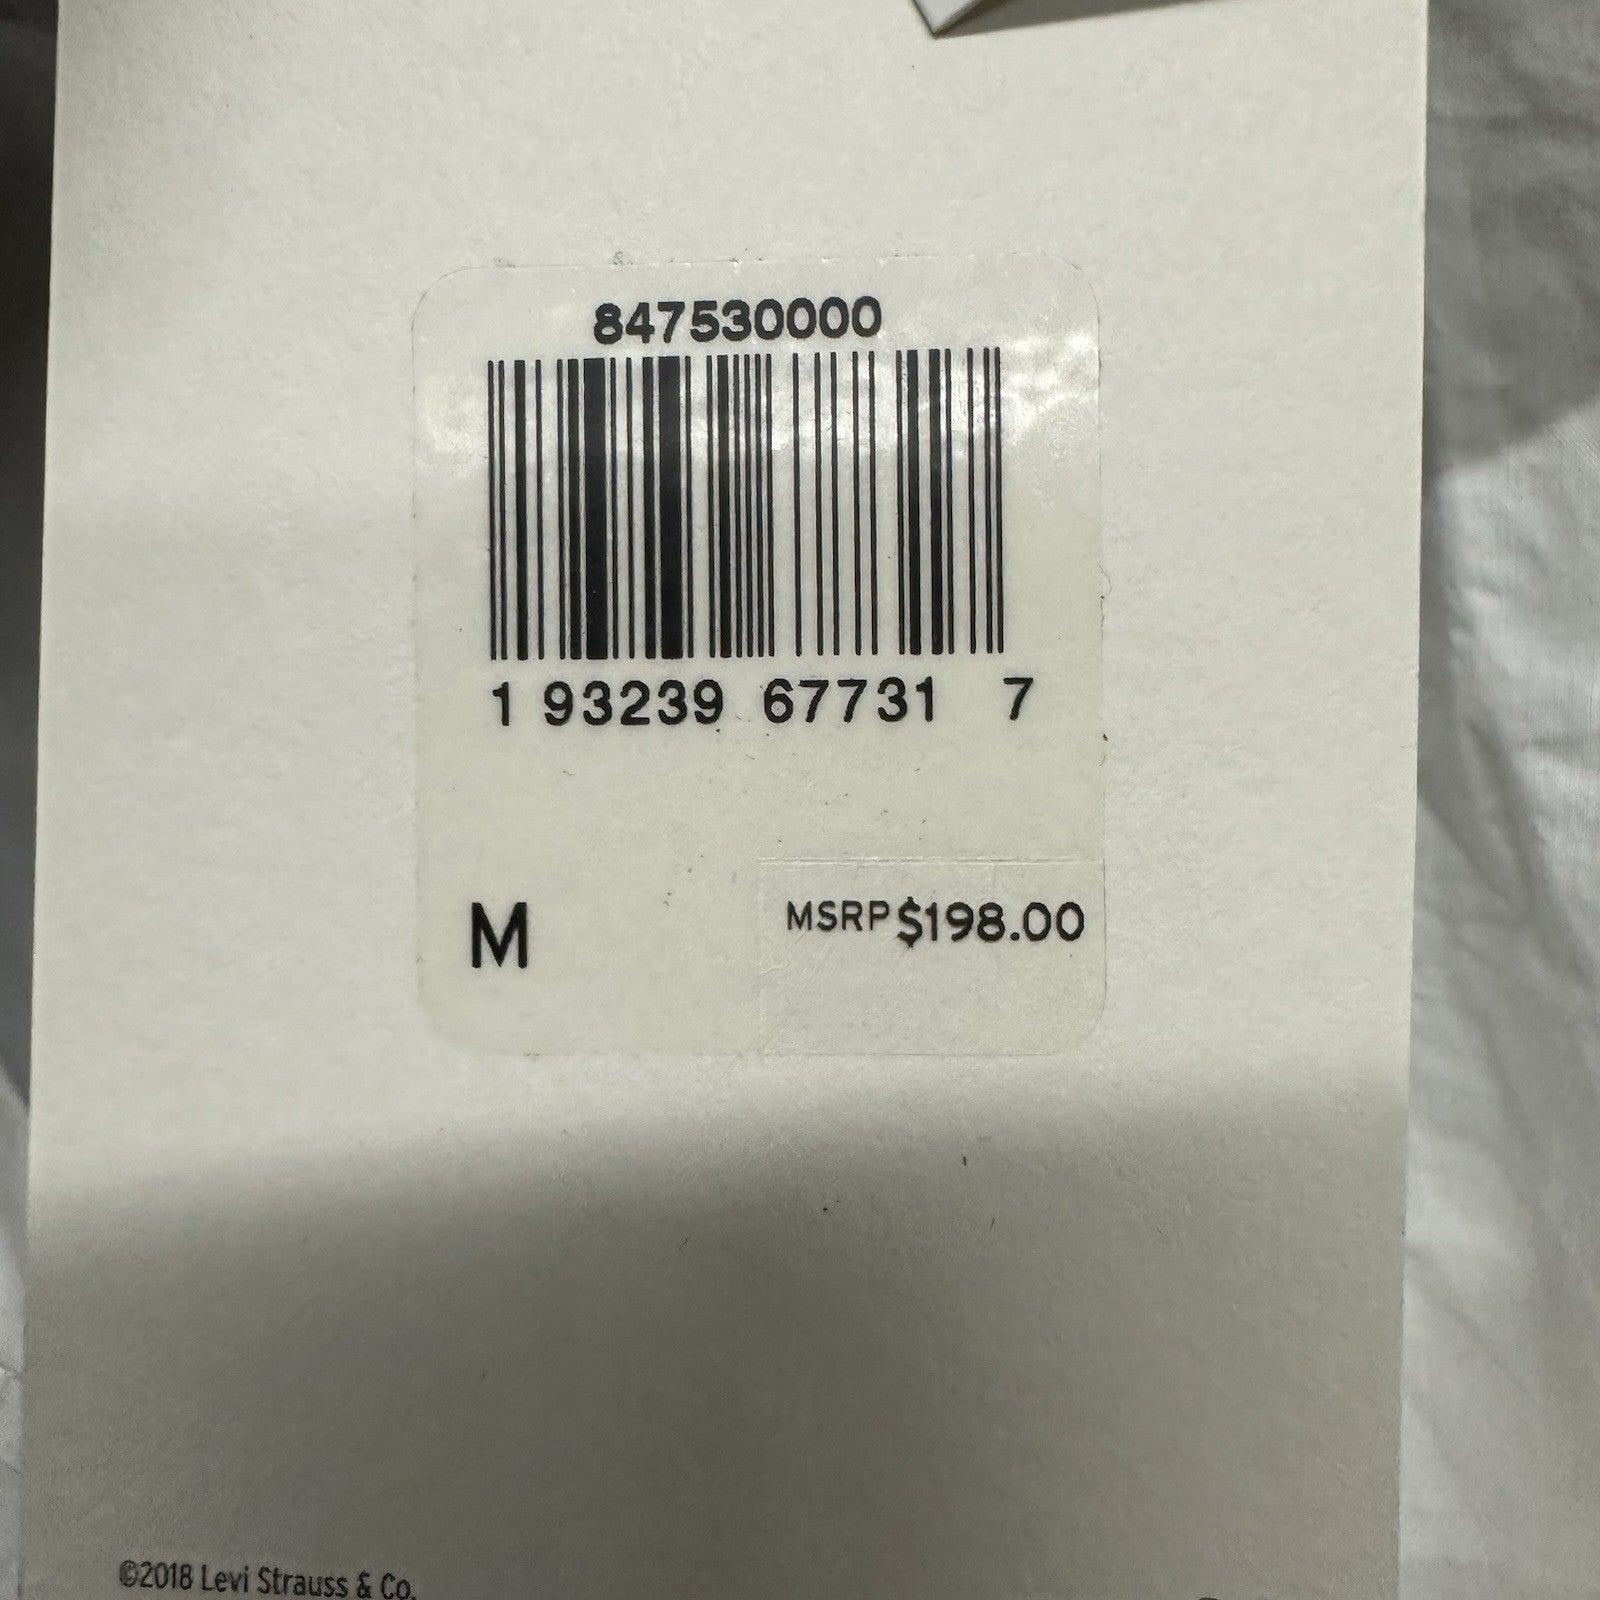 847530000
1 93239 67731 7
M MSRP $198.00
©2018 Levi Strauss & Co.